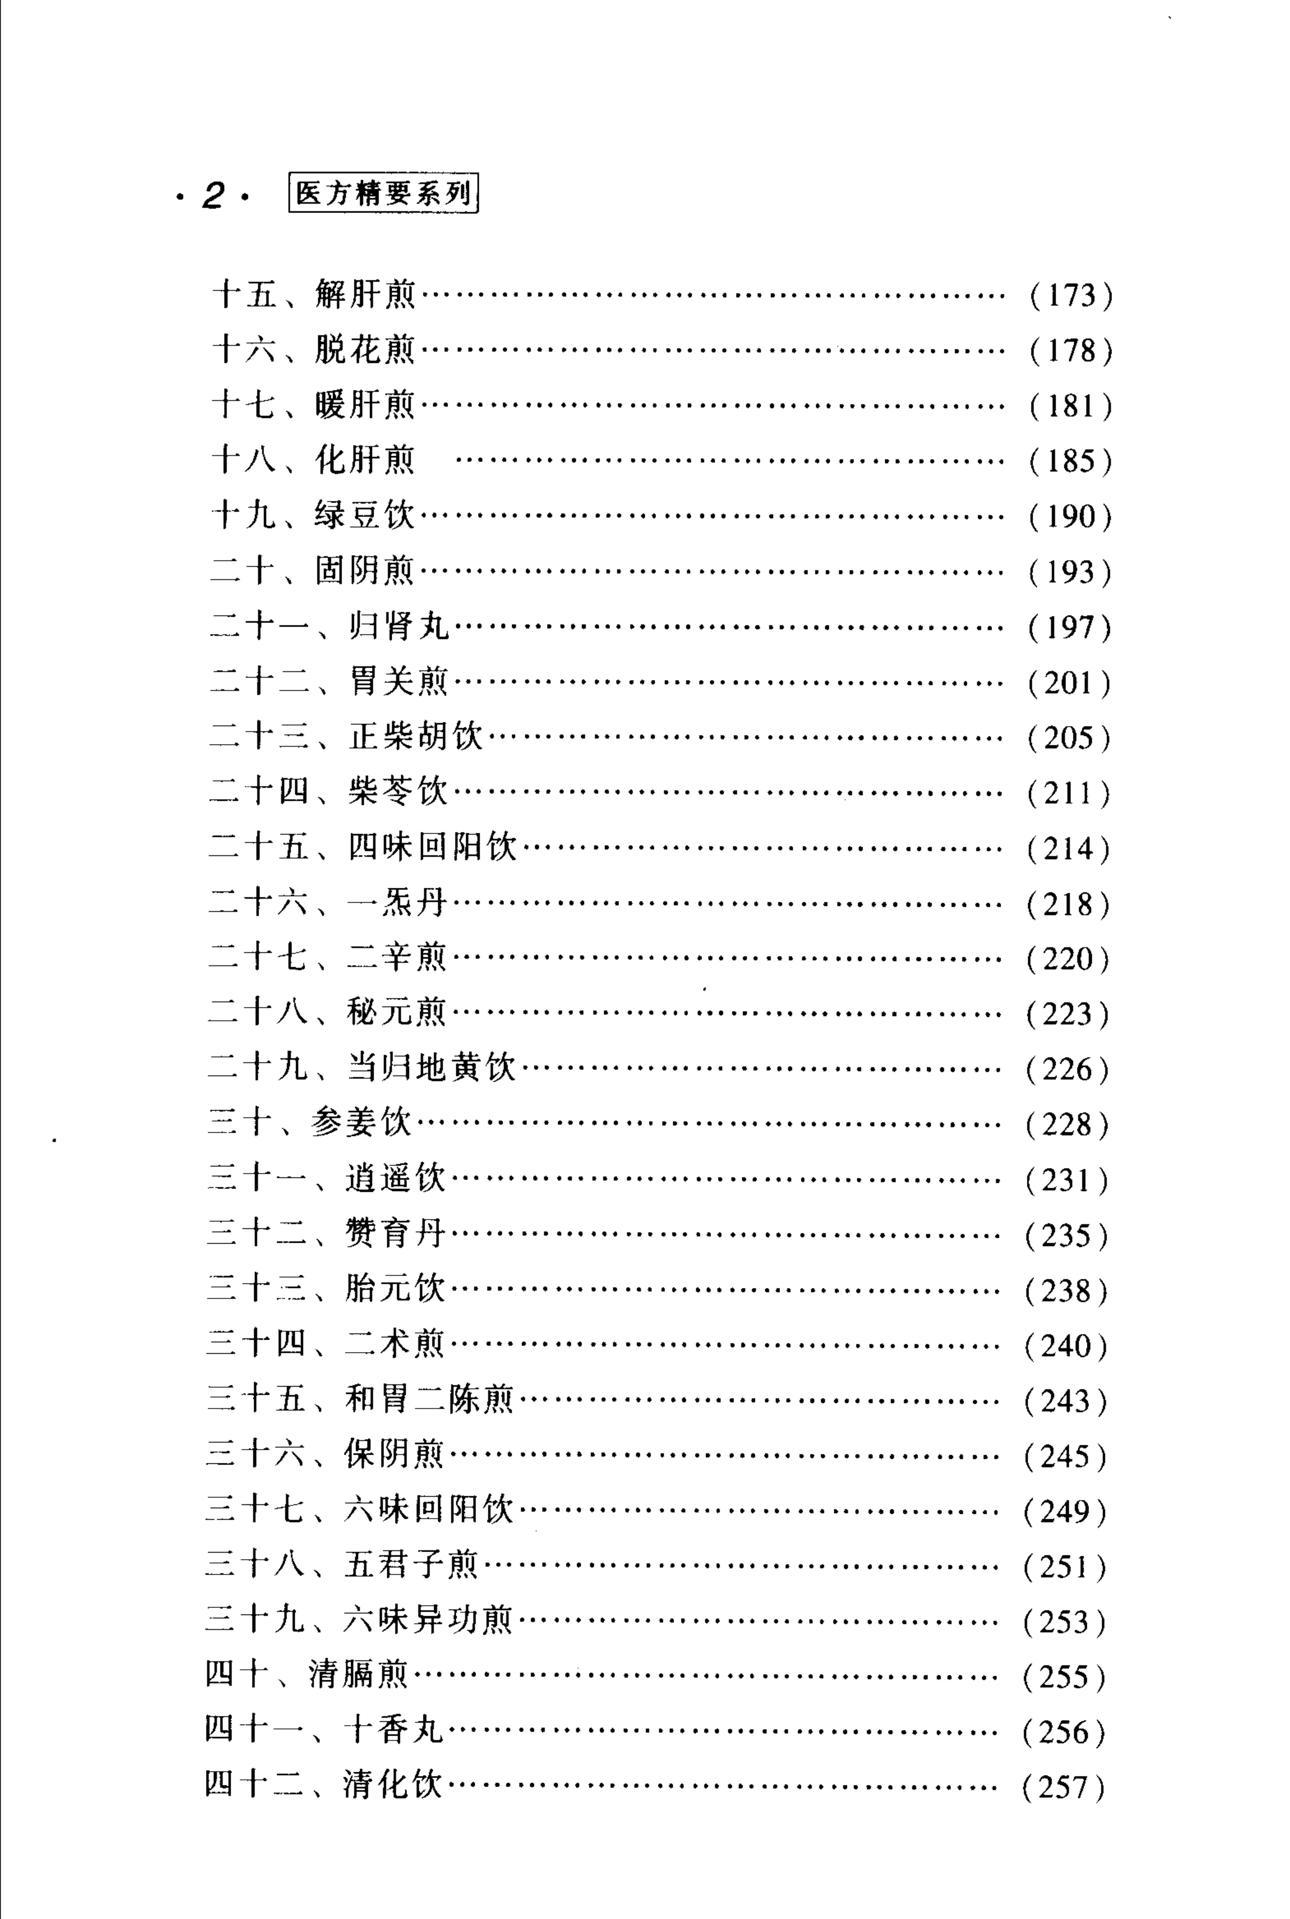 ·2· 医方精要系列
十五、解肝煎……………………………………………… (173)
十六、脱花煎……………………………………………… (178)
十七、暖肝煎……………………………………………… (181)
十八、化肝煎 …………………………………………… (185)
十九、绿豆饮……………………………………………… (190)
二十、固阴煎……………………………………………… (193)
二十一、归肾丸…………………………………………… (197)
二十二、胃关煎…………………………………………… (201)
二十三、正柴胡饮………………………………………… (205)
二十四、柴苓饮…………………………………………… (211)
二十五、四味回阳饮……………………………………… (214)
二十六、一炁丹…………………………………………… (218)
二十七、二辛煎…………………………………………… (220)
二十八、秘元煎…………………………………………… (223)
二十九、当归地黄饮……………………………………… (226)
三十、参姜饮……………………………………………… (228)
三十一、逍遥饮…………………………………………… (231)
三十二、赞育丹…………………………………………… (235)
三十三、胎元饮…………………………………………… (238)
三十四、二术煎…………………………………………… (240)
三十五、和胃二陈煎……………………………………… (243)
三十六、保阴煎…………………………………………… (245)
三十七、六味回阳饮……………………………………… (249)
三十八、五君子煎………………………………………… (251)
三十九、六味异功煎……………………………………… (253)
四十、清膈煎……………………………………………… (255)
四十一、十香丸…………………………………………… (256)
四十二、清化饮…………………………………………… (257)